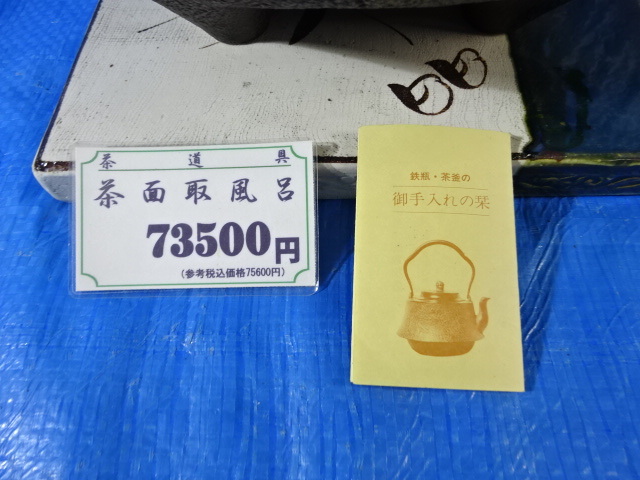 茶道具
茶面取風呂
73500円
(参考税込価格75600円)
鉄瓶・茶釜の
御手入れの栞